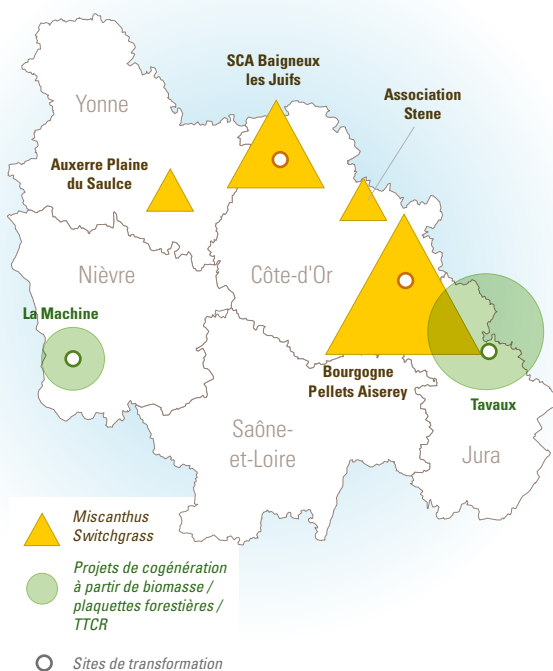 SCA Baigneux
les Juifs
Association
Stene
Yonne
Auxerre Plaine
du Saulce
Nièvre
Côte-d'Or
La Machine
Bourgogne
Pellets Aiserey
Tavaux
Saône-
et-Loire
Jura
Miscanthus
Switchgrass
Projets de cogénération
à partir de biomasse /
plaquettes forestières /
TTCR
Sites de transformation